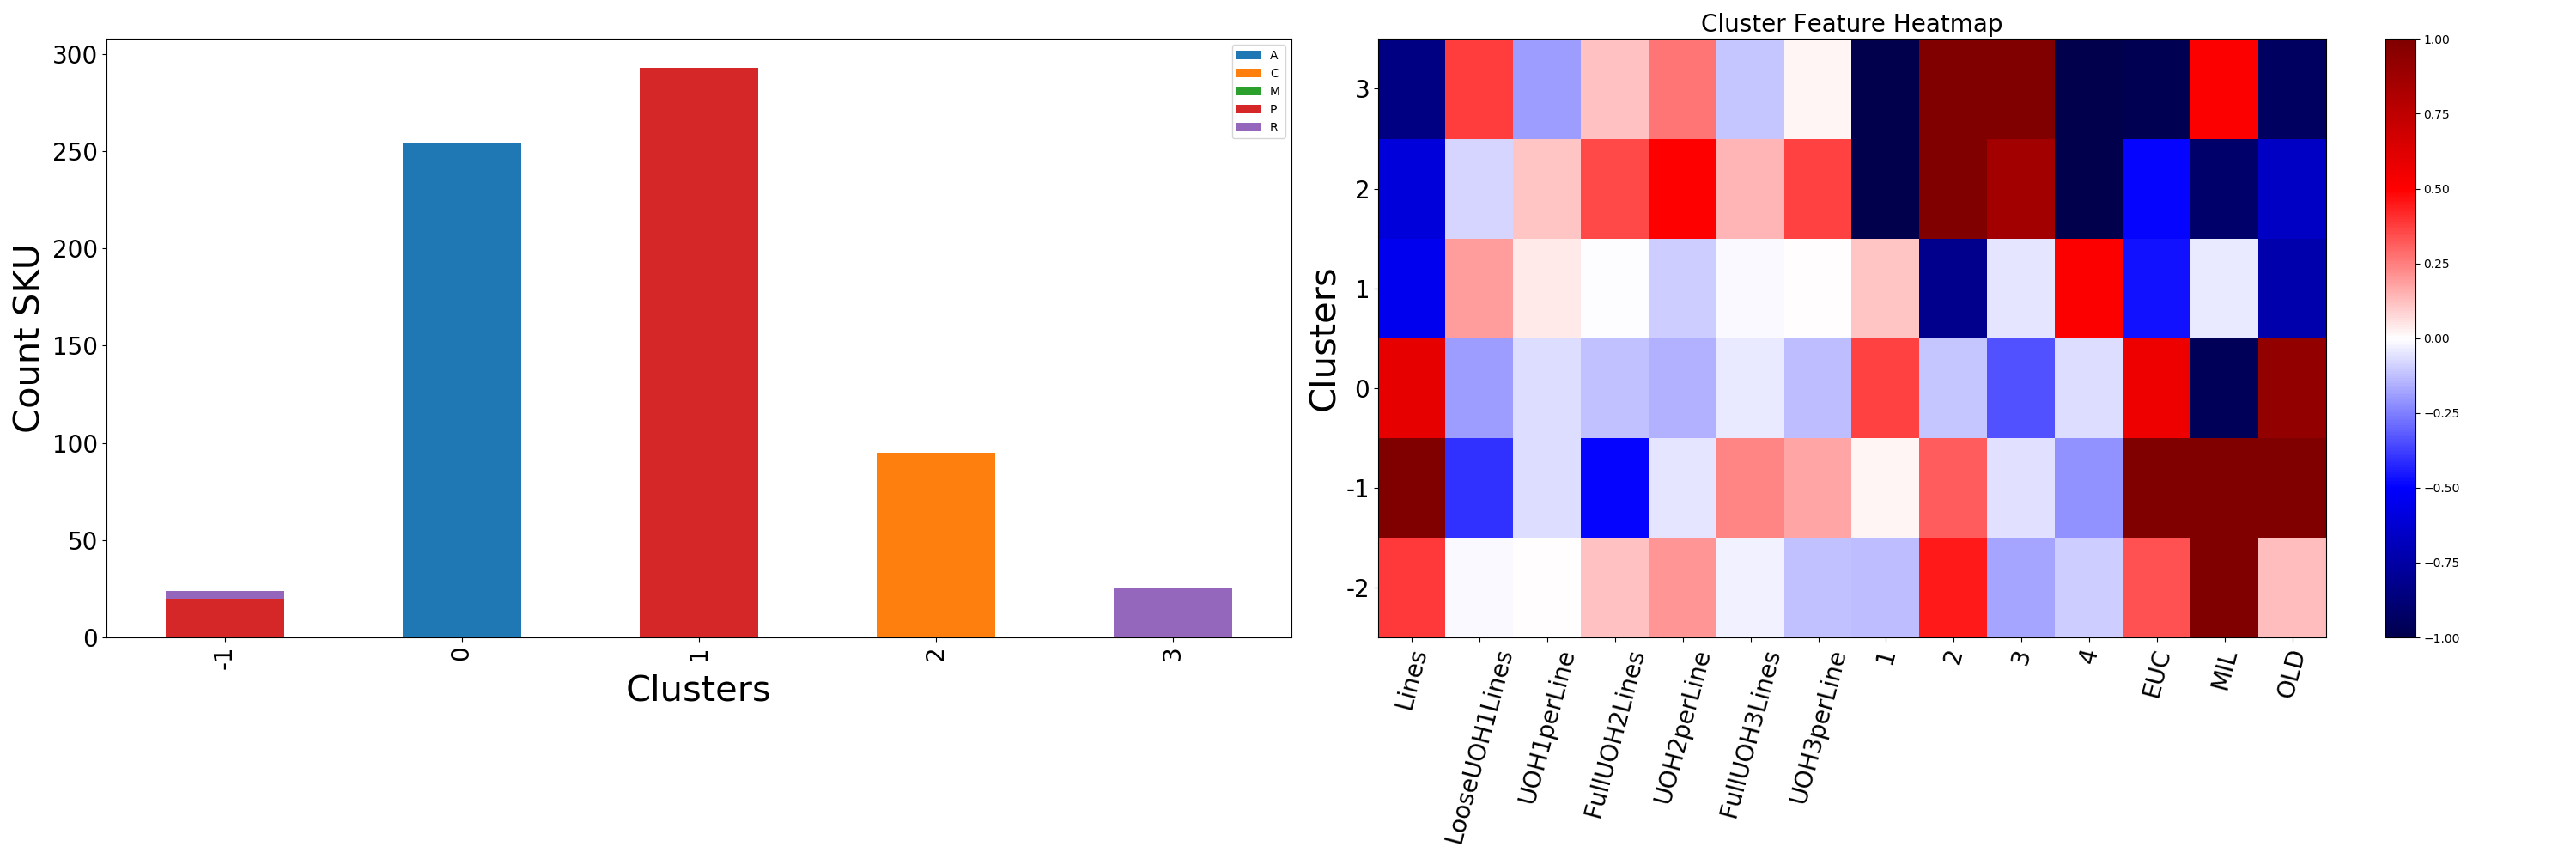 Count SKU
300
250
200
150
100
50
0
-1
0
1
2
3
Clusters
A
C
M
P
R
Cluster Feature Heatmap
Clusters
3
2
1
0
-1
-2
Lines
LooseUOH1Lines
UOH1perLine
FullUOH2Lines
UOH2perLine
FullUOH3Lines
UOH3perLine
1
2
3
4
EUC
MIL
OLD
1.00
0.75
0.50
0.25
0.00
−0.25
−0.50
−0.75
−1.00